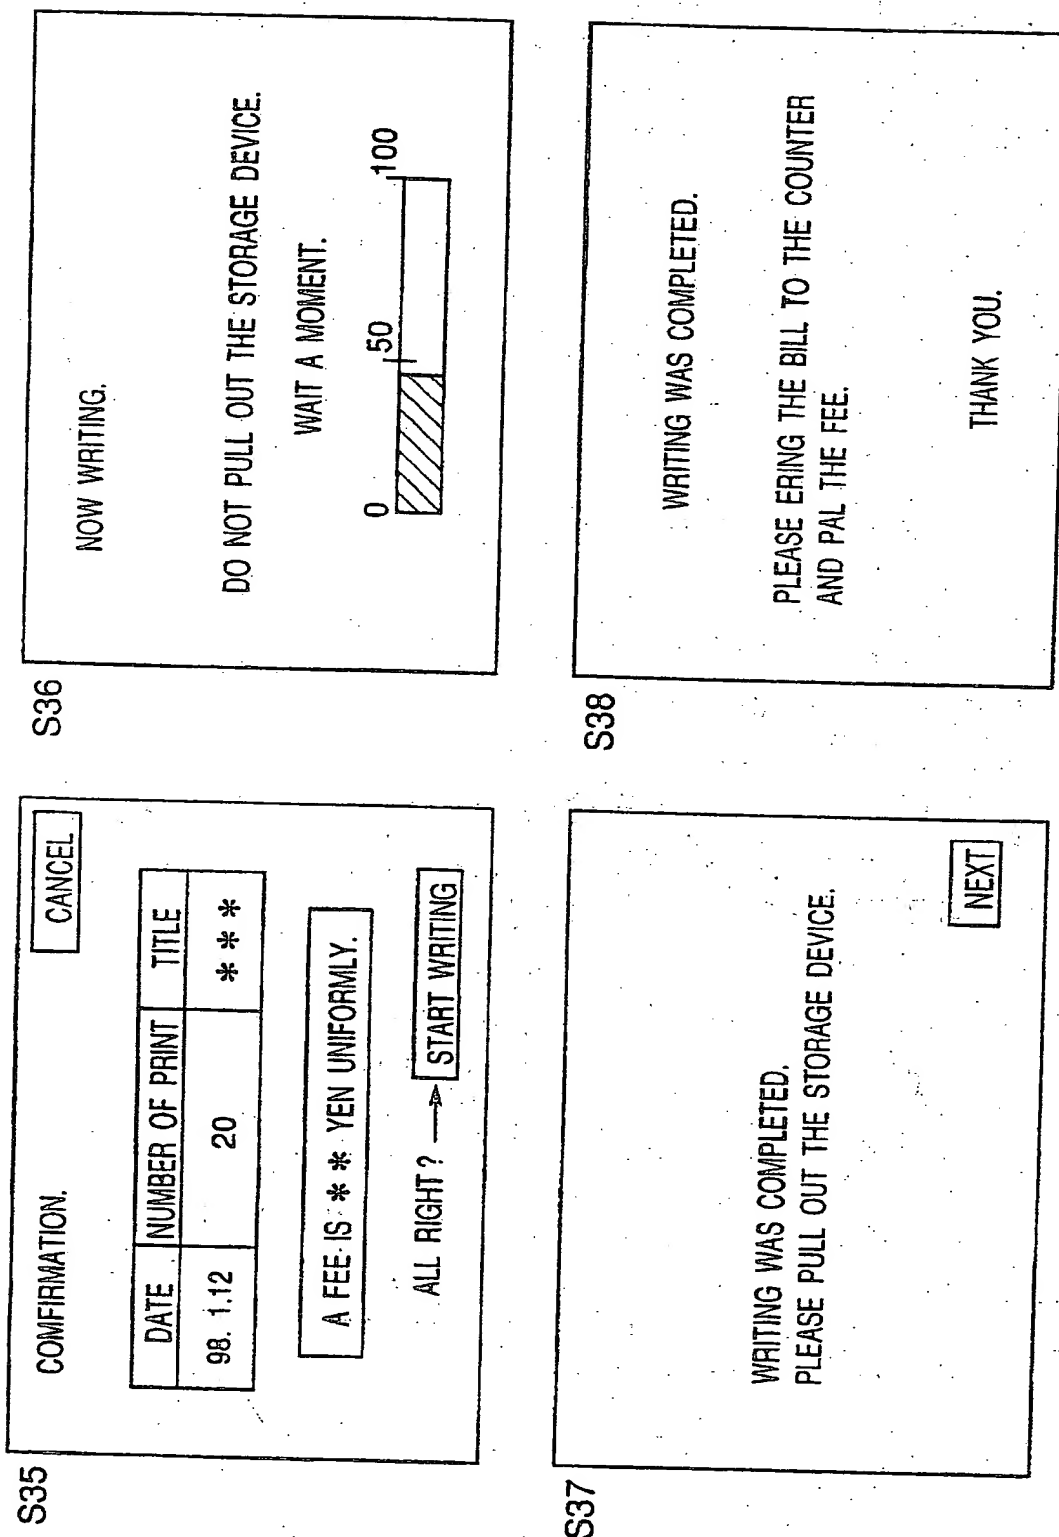 S35
COMFIRMATION.
CANCEL
DATE NUMBER OF PRINT TITLE
98. 1.12 20 ***
A FEE IS ** YEN UNIFORMLY.
ALL RIGHT? → START WRITING
S36
NOW WRITING.
DO NOT PULL OUT THE STORAGE DEVICE.
WAIT A MOMENT.
0 50 100
S37
WRITING WAS COMPLETED.
PLEASE PULL OUT THE STORAGE DEVICE.
NEXT
S38
WRITING WAS COMPLETED.
PLEASE ERING THE BILL TO THE COUNTER
AND PAL THE FEE.
THANK YOU.